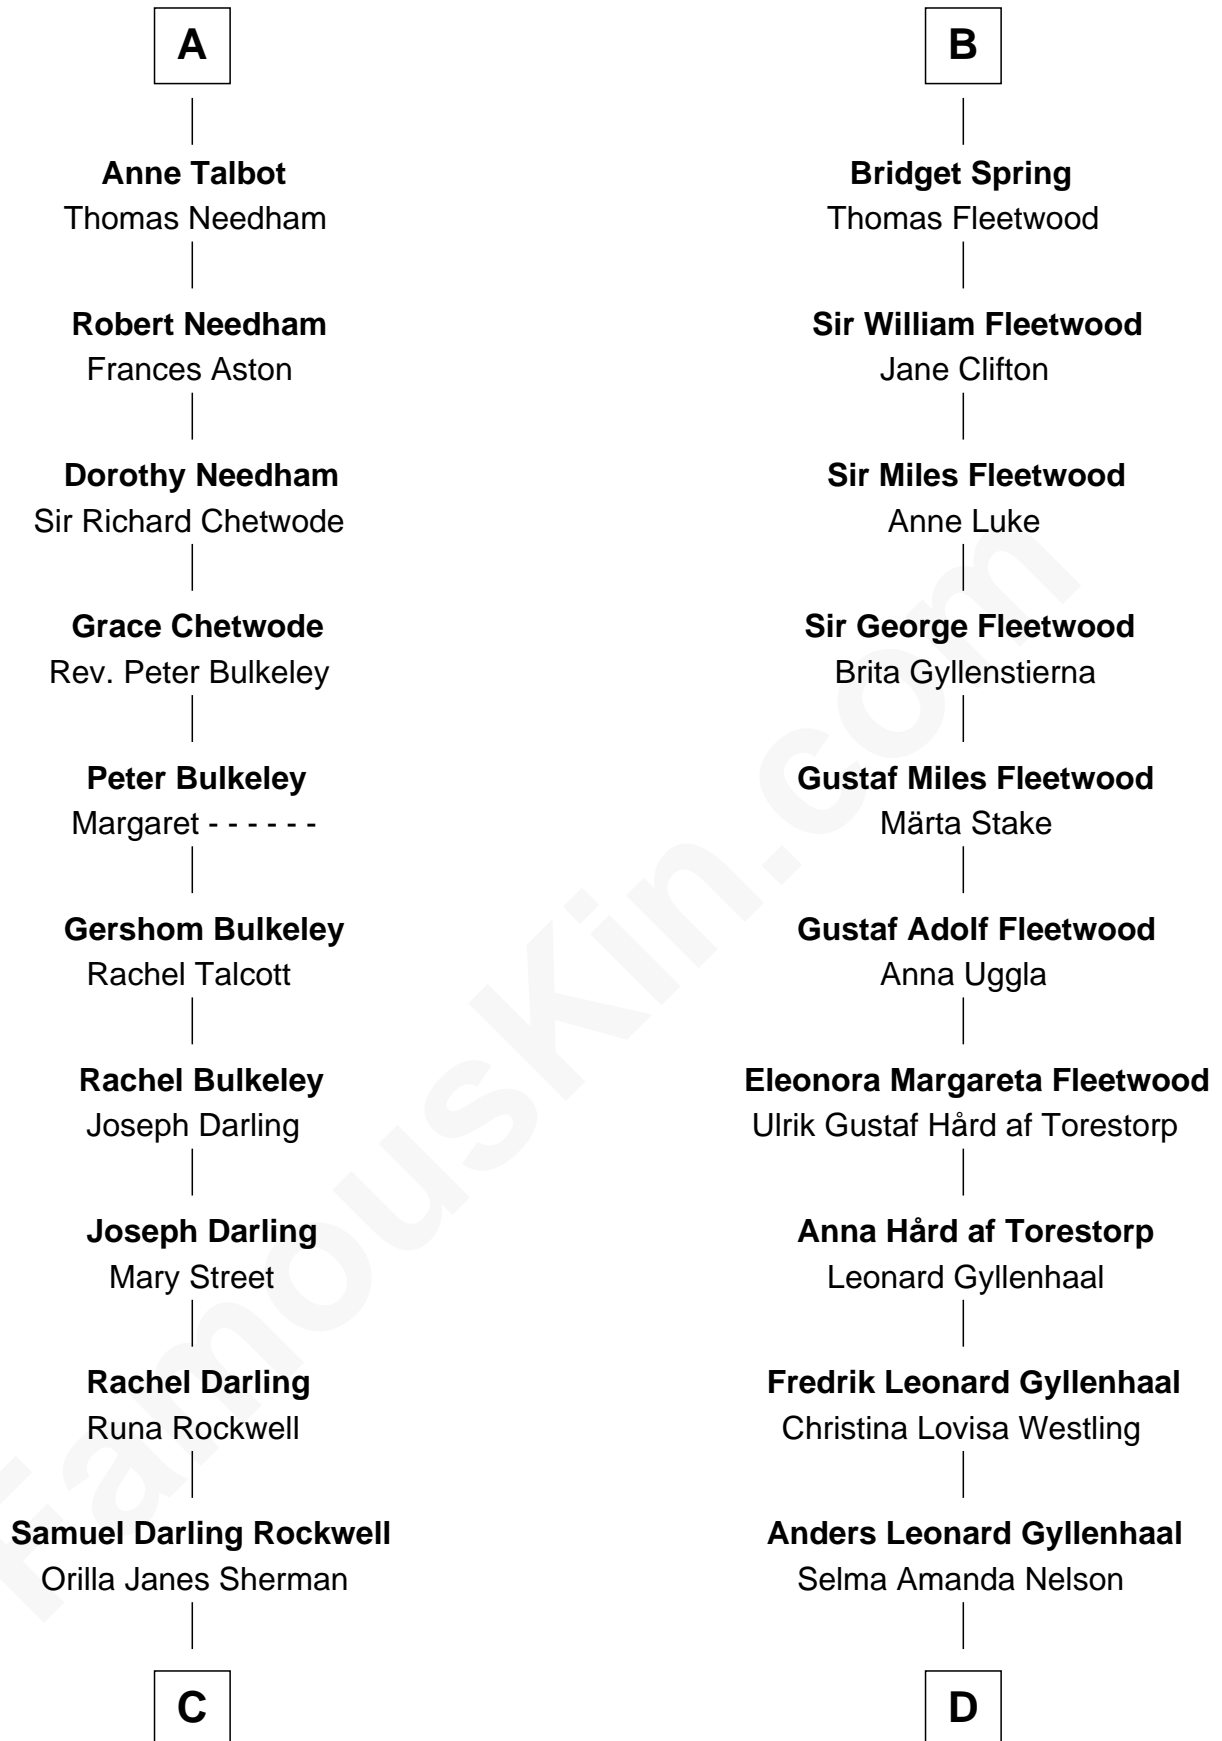 A
Anne Talbot
Thomas Needham
Robert Needham
Frances Aston
Dorothy Needham
Sir Richard Chetwode
Grace Chetwode
Rev. Peter Bulkeley
Peter Bulkeley
Margaret - - - - - -
Gershom Bulkeley
Rachel Talcott
Rachel Bulkeley
Joseph Darling
Joseph Darling
Mary Street
Rachel Darling
Runa Rockwell
Samuel Darling Rockwell
Orilla Janes Sherman
C
B
Bridget Spring
Thomas Fleetwood
Sir William Fleetwood
Jane Clifton
Sir Miles Fleetwood
Anne Luke
Sir George Fleetwood
Brita Gyllenstierna
Gustaf Miles Fleetwood
Märta Stake
Gustaf Adolf Fleetwood
Anna Uggla
Eleonora Margareta Fleetwood
Ulrik Gustaf Hård af Torestorp
Anna Hård af Torestorp
Leonard Gyllenhaal
Fredrik Leonard Gyllenhaal
Christina Lovisa Westling
Anders Leonard Gyllenhaal
Selma Amanda Nelson
D
FamousKin.com